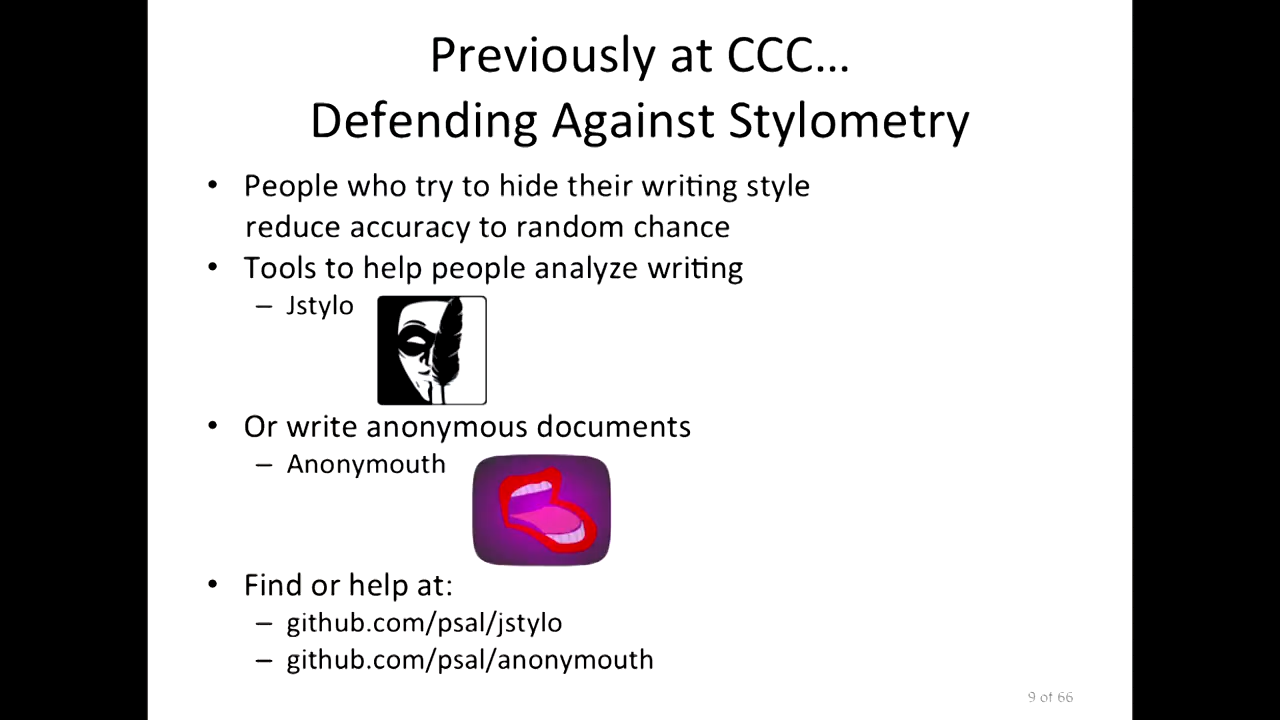 Previously at CCC…
Defending Against Stylometry
• People who try to hide their writing style
reduce accuracy to random chance
• Tools to help people analyze writing
– Jstylo
• Or write anonymous documents
– Anonymouth
• Find or help at:
– github.com/psal/jstylo
– github.com/psal/anonymouth
9 of 66